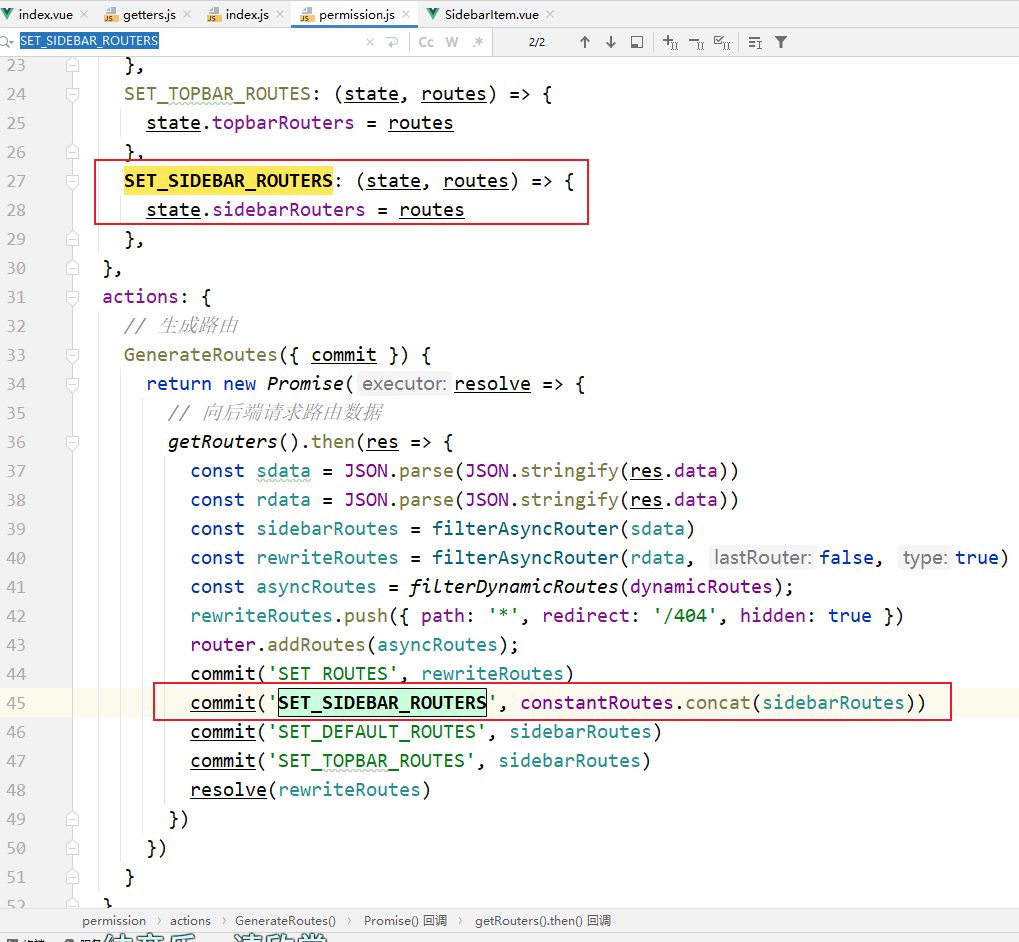 index.vue × getters.js × index.js × permission.js × SidebarItem.vue ×
SET_SIDEBAR_ROUTERS × Cc W .* 2/2
23 },
24 SET_TOPBAR_ROUTES: (state, routes) => {
25 state.topbarRouters = routes
26 },
27 SET_SIDEBAR_ROUTERS: (state, routes) => {
28 state.sidebarRouters = routes
29 },
30 },
31 actions: {
32 // 生成路由
33 GenerateRoutes({ commit }) {
34 return new Promise( executor: resolve => {
35 // 向后端请求路由数据
36 getRouters().then(res => {
37 const sdata = JSON.parse(JSON.stringify(res.data))
38 const rdata = JSON.parse(JSON.stringify(res.data))
39 const sidebarRoutes = filterAsyncRouter(sdata)
40 const rewriteRoutes = filterAsyncRouter(rdata, lastRouter: false, type: true)
41 const asyncRoutes = filterDynamicRoutes(dynamicRoutes);
42 rewriteRoutes.push({ path: '*', redirect: '/404', hidden: true })
43 router.addRoutes(asyncRoutes);
44 commit('SET_ROUTES', rewriteRoutes)
45 commit('SET_SIDEBAR_ROUTERS', constantRoutes.concat(sidebarRoutes))
46 commit('SET_DEFAULT_ROUTES', sidebarRoutes)
47 commit('SET_TOPBAR_ROUTES', sidebarRoutes)
48 resolve(rewriteRoutes)
49 })
50 })
51 }
52 }
permission › actions › GenerateRoutes() › Promise() 回调 › getRouters().then() 回调